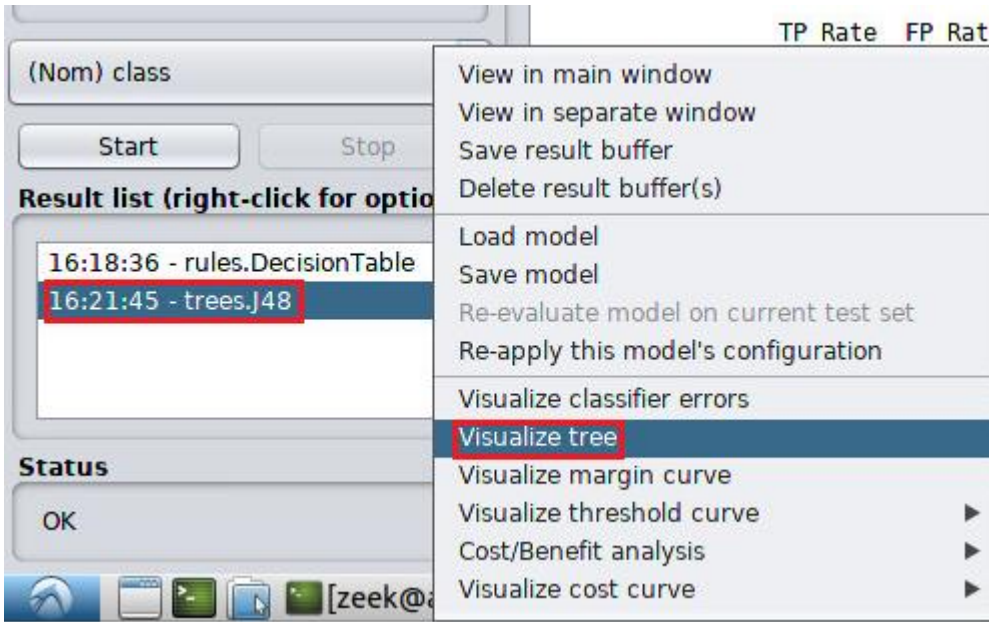 TP Rate FP Rat
(Nom) class
Start
Stop
Result list (right-click for optio
16:18:36 - rules.DecisionTable
16:21:45 - trees.J48
Status
OK
[zeek@a
View in main window
View in separate window
Save result buffer
Delete result buffer(s)
Load model
Save model
Re-evaluate model on current test set
Re-apply this model's configuration
Visualize classifier errors
Visualize tree
Visualize margin curve
Visualize threshold curve
Cost/Benefit analysis
Visualize cost curve